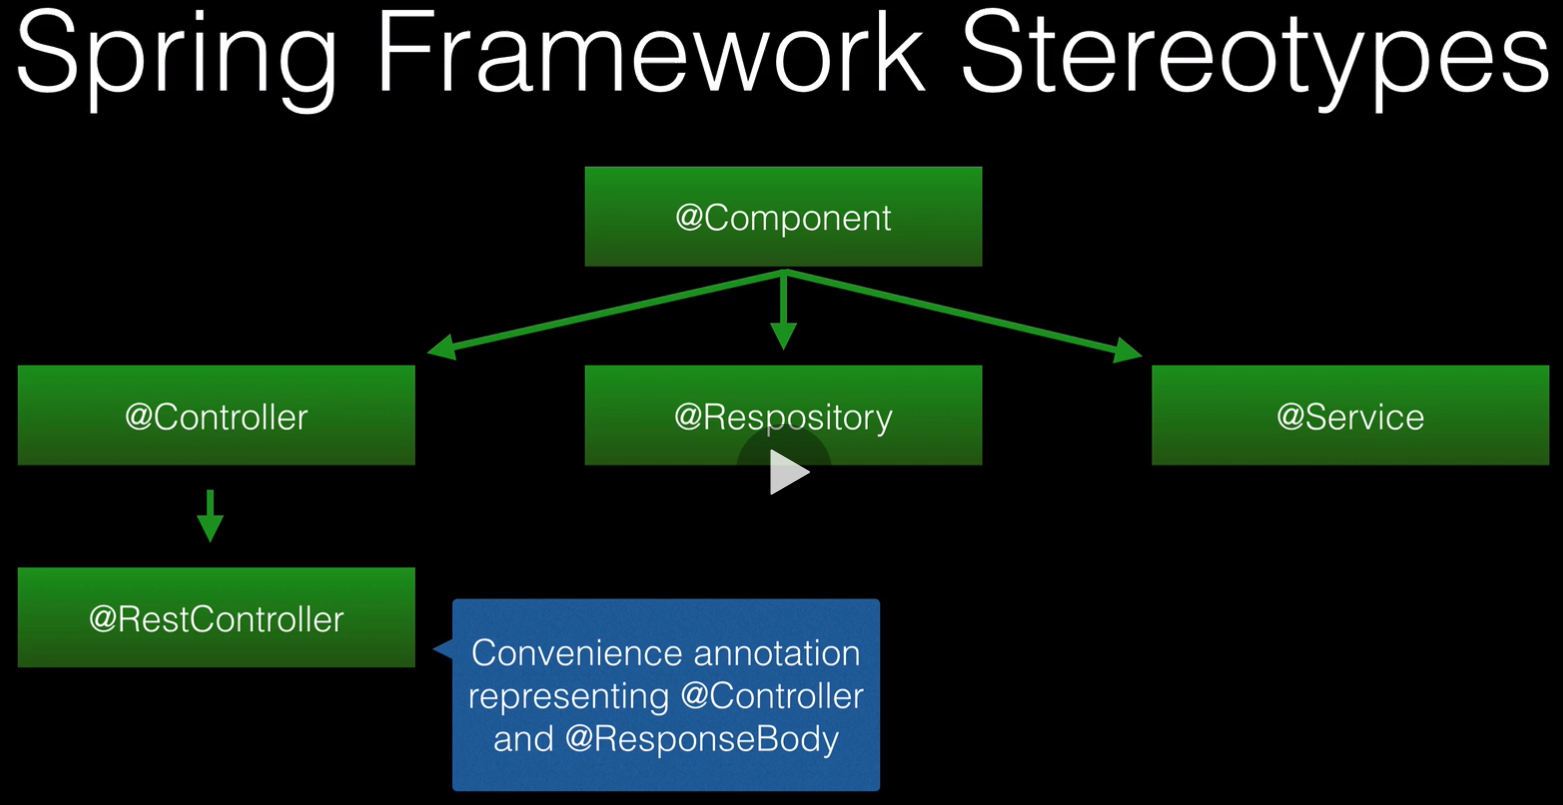 Spring Framework Stereotypes
@Component
@Controller
@Respository
@Service
@RestController
Convenience annotation
representing @Controller
and @ResponseBody